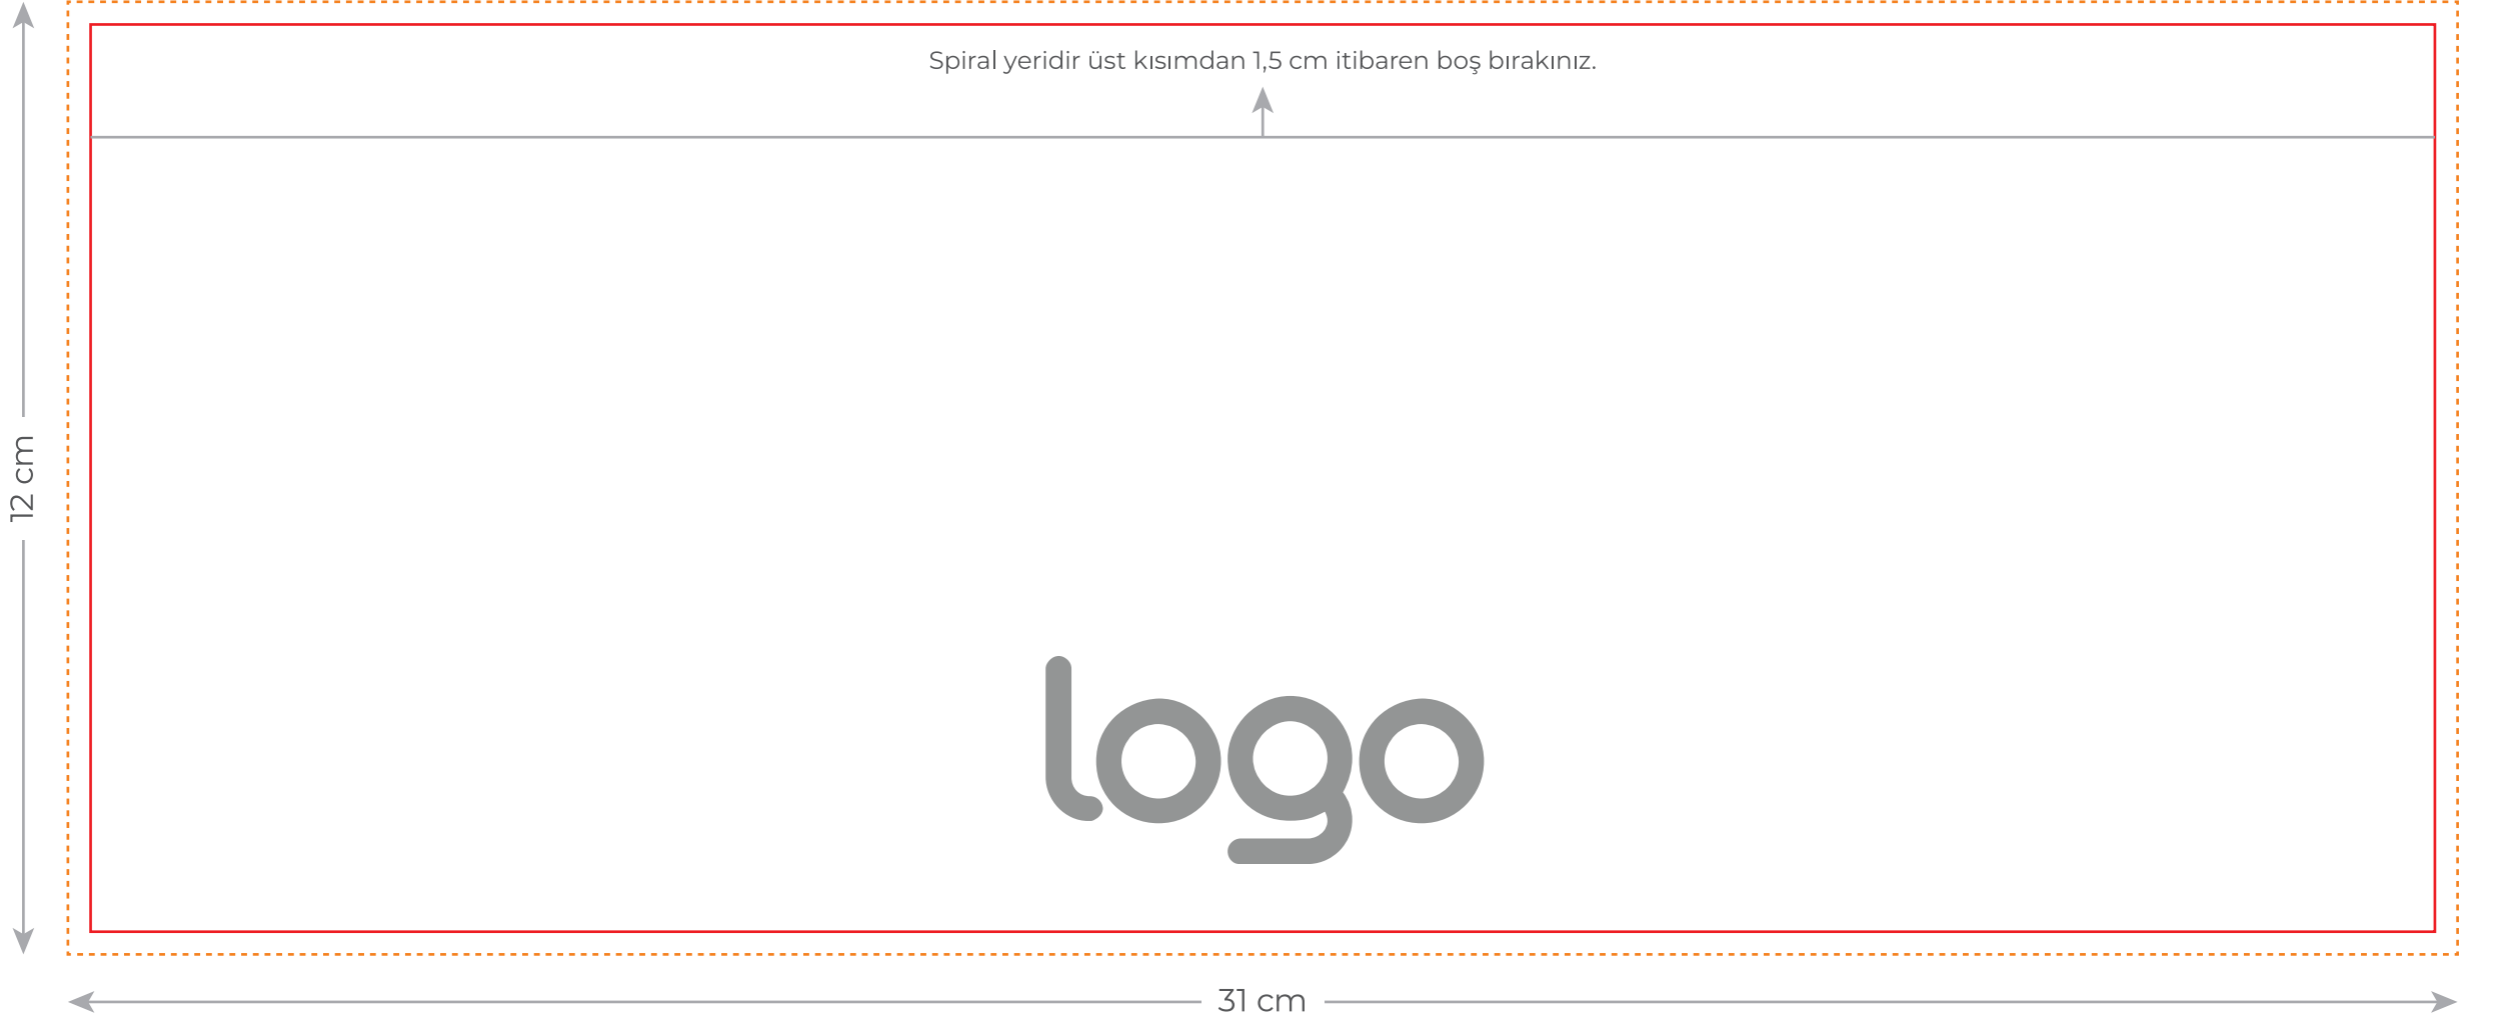 Spiral yeridir üst kısımdan 1,5 cm itibaren boş bırakınız.
12 cm
logo
31 cm